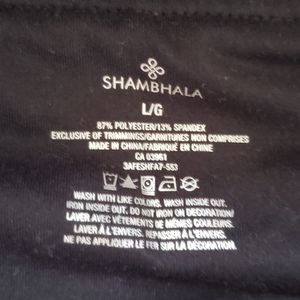 SHAMBHALA
L/G
87% POLYESTER/13% SPANDEX
EXCLUSIVE OF TRIMMINGS/GARNITURES NON COMPRISES
MADE IN CHINA/FABRIQUÉ EN CHINE
CA 03961
3AFESHFA7-553
WASH WITH LIKE COLORS. WASH INSIDE OUT.
IRON INSIDE OUT. DO NOT IRON ON DECORATION/
LAVER AVEC VÊTEMENTS DE MÊMES COULEURS.
LAVER À L'ENVERS. REPASSER À L'ENVERS.
NE PAS APPLIQUER LE FER SUR LA DÉCORATION.